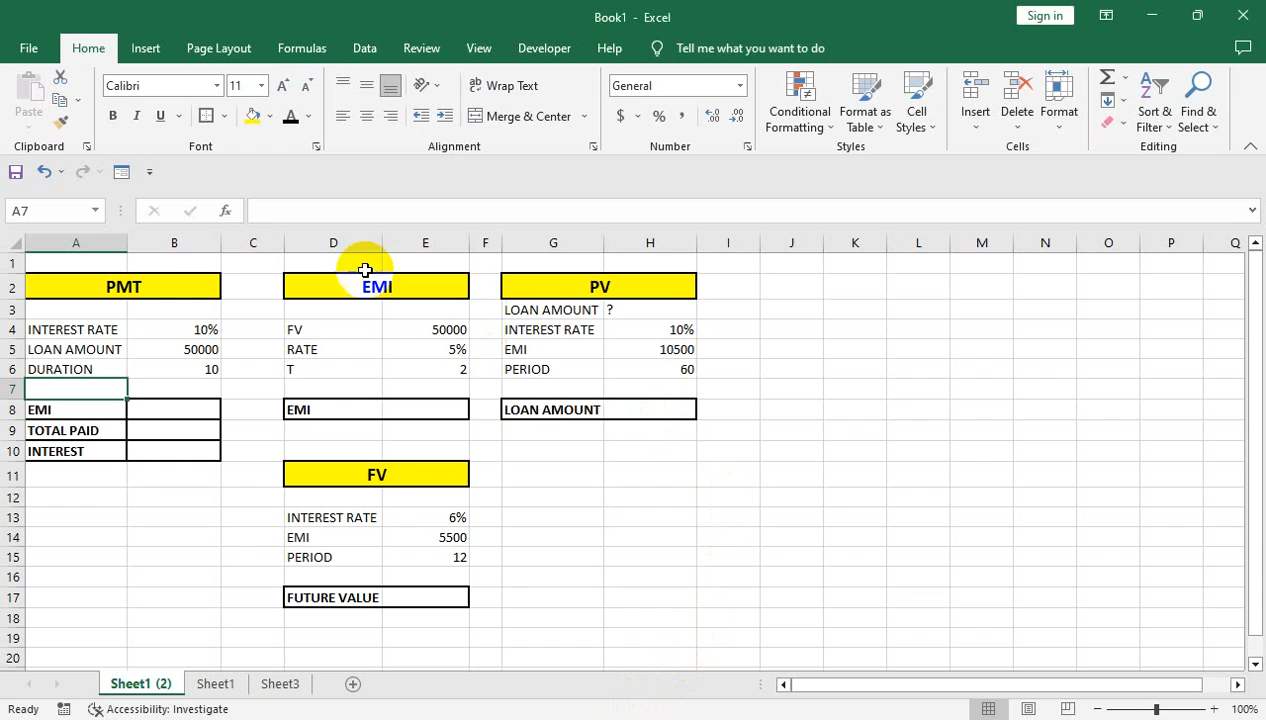 Book1 - Excel
Sign in
File Home Insert Page Layout Formulas Data Review View Developer Help Tell me what you want to do
Paste
Clipboard
Calibri 11
B I U
Font
Wrap Text
Merge & Center
Alignment
General
Number
Conditional Formatting
Format as Table
Cell Styles
Styles
Insert
Delete
Format
Cells
Sort & Filter
Find & Select
Editing
A7
fx
A B C D E F G H I J K L M N O P Q
1
2 PMT EMI PV
3 LOAN AMOUNT ?
4 INTEREST RATE 10% FV 50000 INTEREST RATE 10%
5 LOAN AMOUNT 50000 RATE 5% EMI 10500
6 DURATION 10 T 2 PERIOD 60
7
8 EMI EMI LOAN AMOUNT
9 TOTAL PAID
10 INTEREST
11 FV
12
13 INTEREST RATE 6%
14 EMI 5500
15 PERIOD 12
16
17 FUTURE VALUE
18
19
20
Sheet1 (2) Sheet1 Sheet3
Ready Accessibility: Investigate 100%